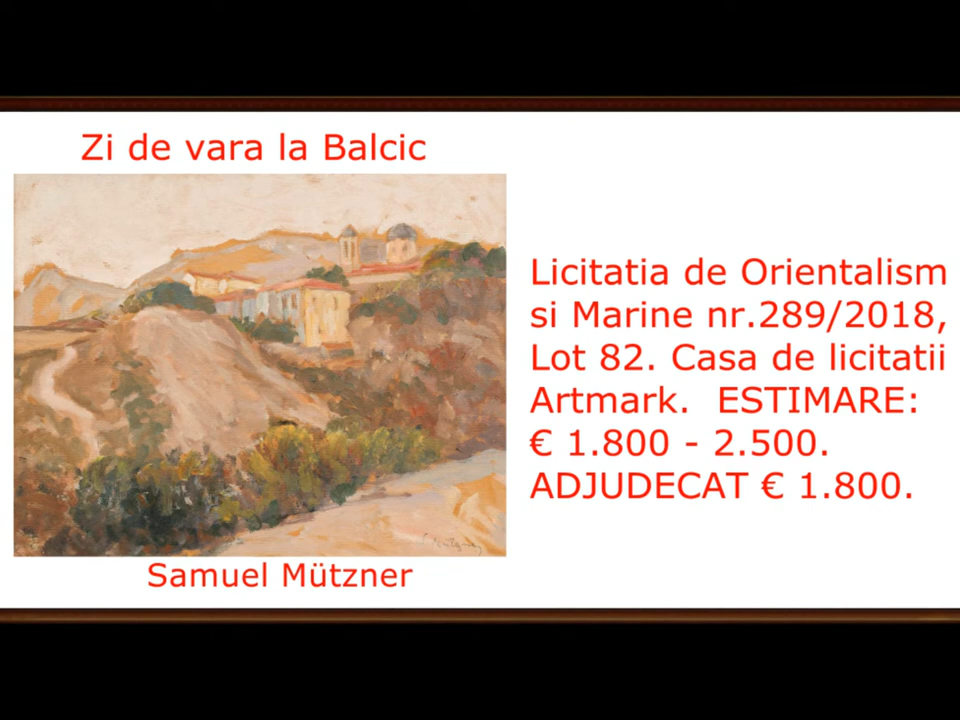 Zi de vara la Balcic
Samuel Mützner
Licitatia de Orientalism
si Marine nr.289/2018,
Lot 82. Casa de licitatii
Artmark.  ESTIMARE:
€ 1.800 - 2.500.
ADJUDECAT € 1.800.